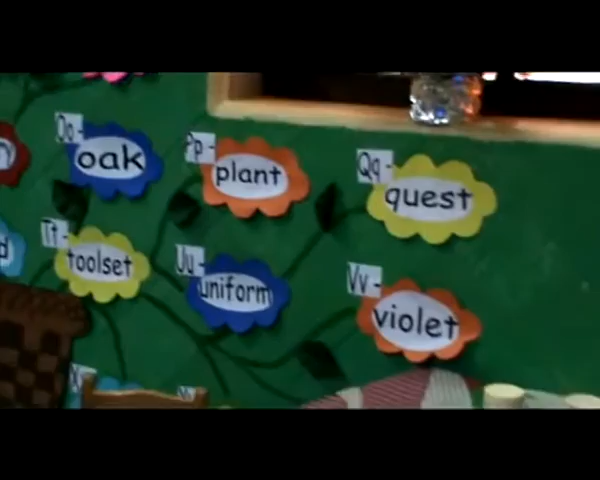 Oo-
oak
Pp -
plant
Qq -
quest
Tt-
toolset
Uu-
uniform
Vv -
violet